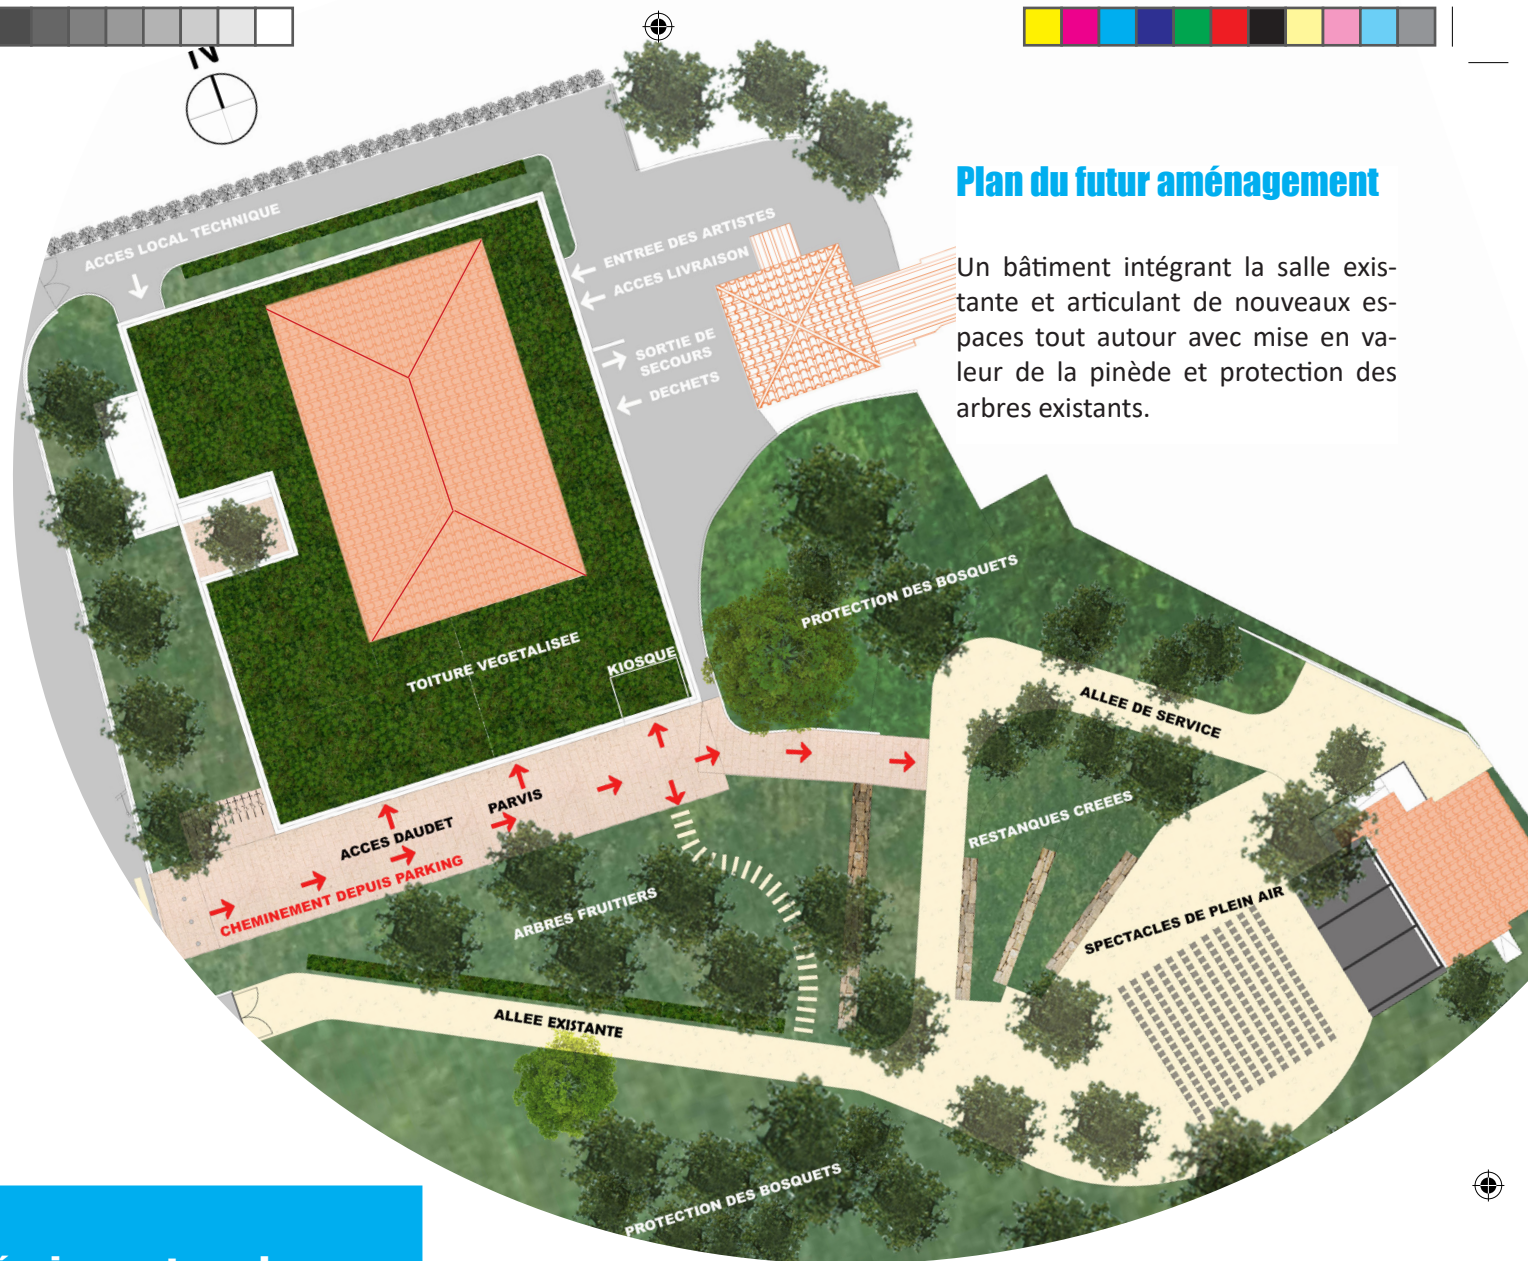 N
Plan du futur aménagement
Un bâtiment intégrant la salle exis-
tante et articulant de nouveaux es-
paces tout autour avec mise en va-
leur de la pinède et protection des
arbres existants.
ACCES LOCAL TECHNIQUE
ENTREE DES ARTISTES
ACCES LIVRAISON
SORTIE DE
SECOURS
DECHETS
PROTECTION DES BOSQUETS
TOITURE VEGETALISEE
KIOSQUE
ALLEE DE SERVICE
PARVIS
ACCES DAUDET
CHEMINEMENT DEPUIS PARKING
RESTANQUES CREEES
ARBRES FRUITIERS
SPECTACLES DE PLEIN AIR
ALLEE EXISTANTE
PROTECTION DES BOSQUETS